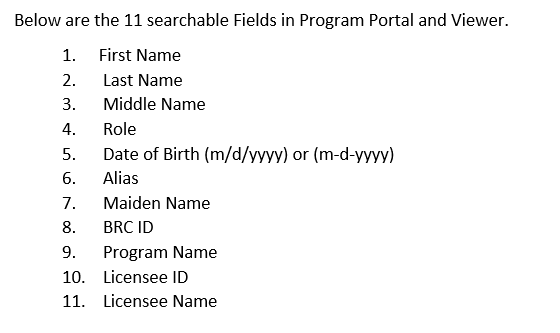 Below are the 11 searchable Fields in Program Portal and Viewer.
1. First Name
2. Last Name
3. Middle Name
4. Role
5. Date of Birth (m/d/yyyy) or (m-d-yyyy)
6. Alias
7. Maiden Name
8. BRC ID
9. Program Name
10. Licensee ID
11. Licensee Name